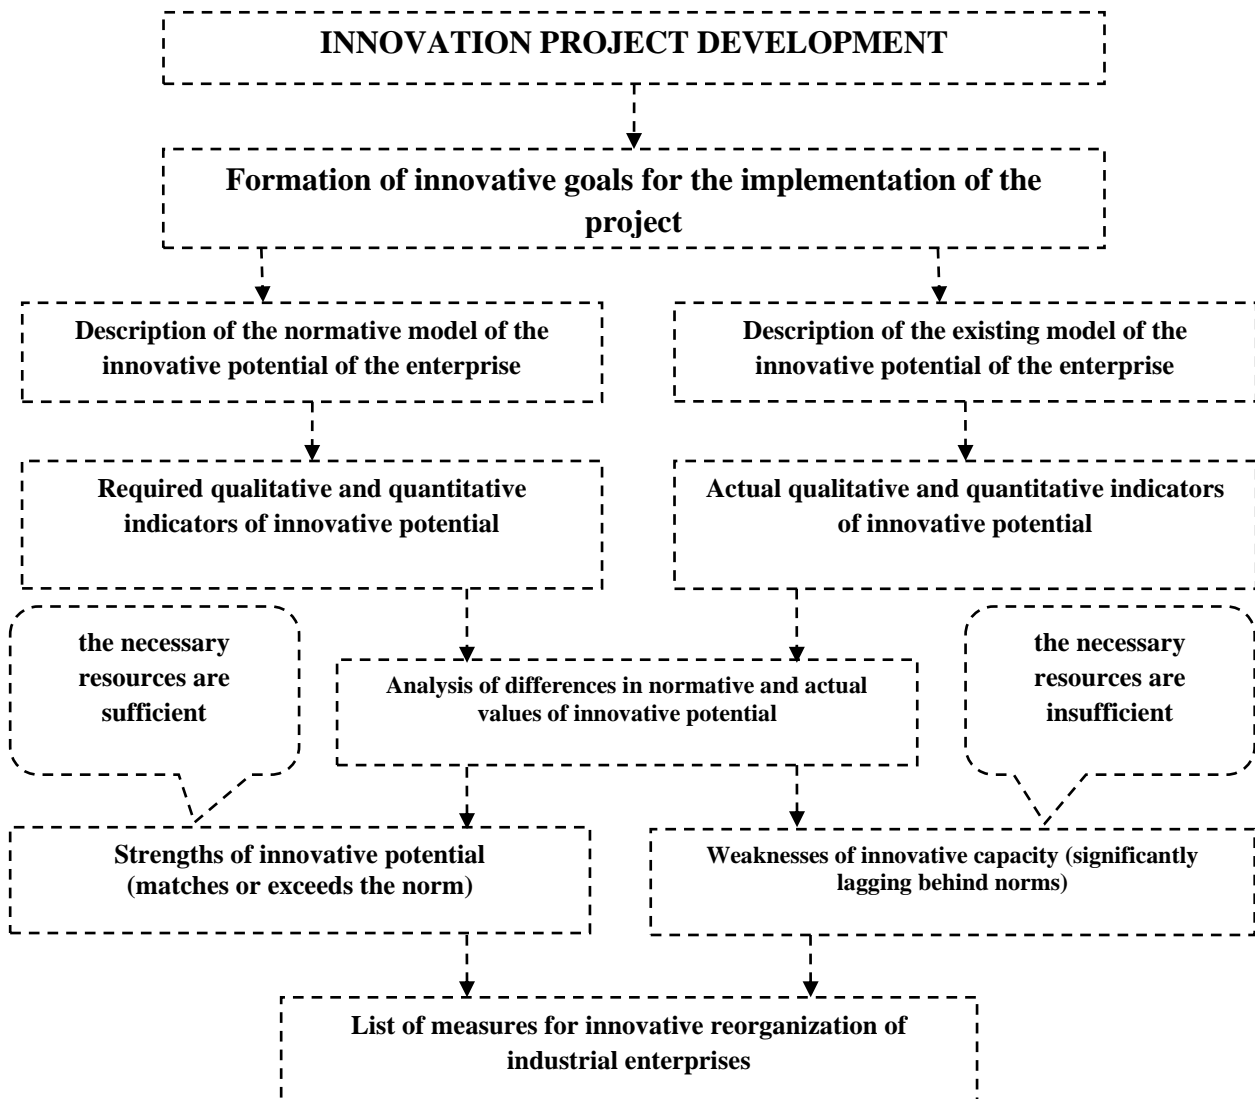 INNOVATION PROJECT DEVELOPMENT
Formation of innovative goals for the implementation of the
project
Description of the normative model of the
innovative potential of the enterprise
Description of the existing model of the
innovative potential of the enterprise
Required qualitative and quantitative
indicators of innovative potential
Actual qualitative and quantitative indicators
of innovative potential
the necessary
resources are
sufficient
Analysis of differences in normative and actual
values of innovative potential
the necessary
resources are
insufficient
Strengths of innovative potential
(matches or exceeds the norm)
Weaknesses of innovative capacity (significantly
lagging behind norms)
List of measures for innovative reorganization of
industrial enterprises